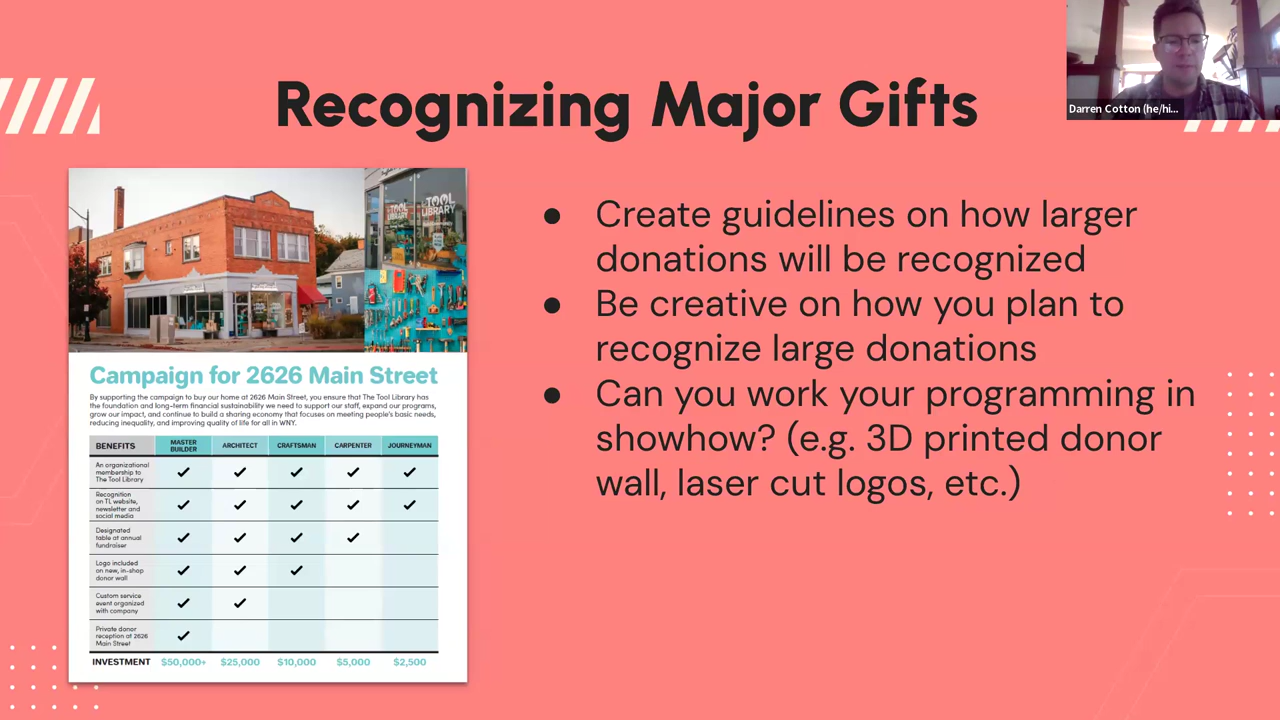 Recognizing Major Gifts
Darren Cotton (he/hi...
TOOL
LIBRARY
TOOL
LIBRARY
Create guidelines on how larger
donations will be recognized
Be creative on how you plan to
recognize large donations
Can you work your programming in
showhow? (e.g. 3D printed donor
wall, laser cut logos, etc.)
Campaign for 2626 Main Street
By supporting the campaign to buy our home at 2626 Main Street, you ensure that The Tool Library has
the foundation and long-term financial sustainability we need to support our staff, expand our programs,
grow our impact, and continue to build a sharing economy that focuses on meeting people's basic needs,
reducing inequality, and improving quality of life for all in WNY.
BENEFITS MASTER BUILDER ARCHITECT CRAFTSMAN CARPENTER JOURNEYMAN
An organizational
membership to
The Tool Library
Recognition
on TL website,
newsletter and
social media
Designated
table at annual
fundraiser
Logo included
on new, in-shop
donor wall
Custom service
event organized
with company
Private donor
reception at 2626
Main Street
INVESTMENT $50,000+ $25,000 $10,000 $5,000 $2,500